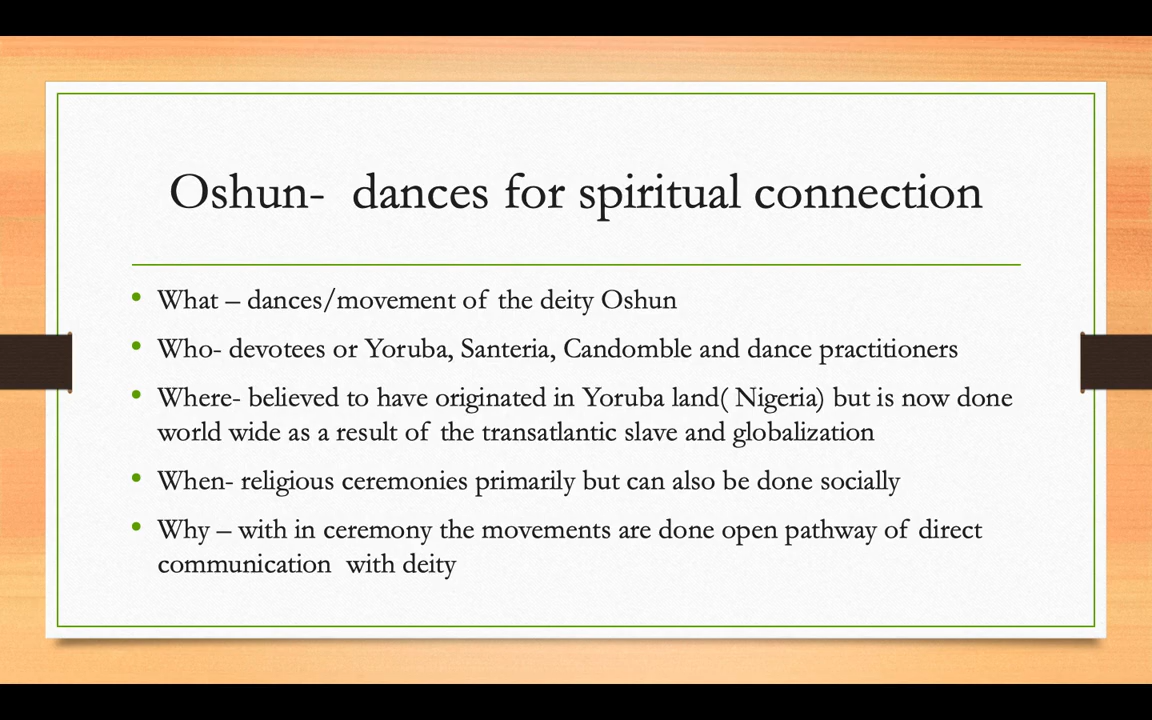 Oshun-  dances for spiritual connection
• What – dances/movement of the deity Oshun
• Who- devotees or Yoruba, Santeria, Candomble and dance practitioners
• Where- believed to have originated in Yoruba land( Nigeria) but is now done
world wide as a result of the transatlantic slave and globalization
• When- religious ceremonies primarily but can also be done socially
• Why – with in ceremony the movements are done open pathway of direct
communication  with deity